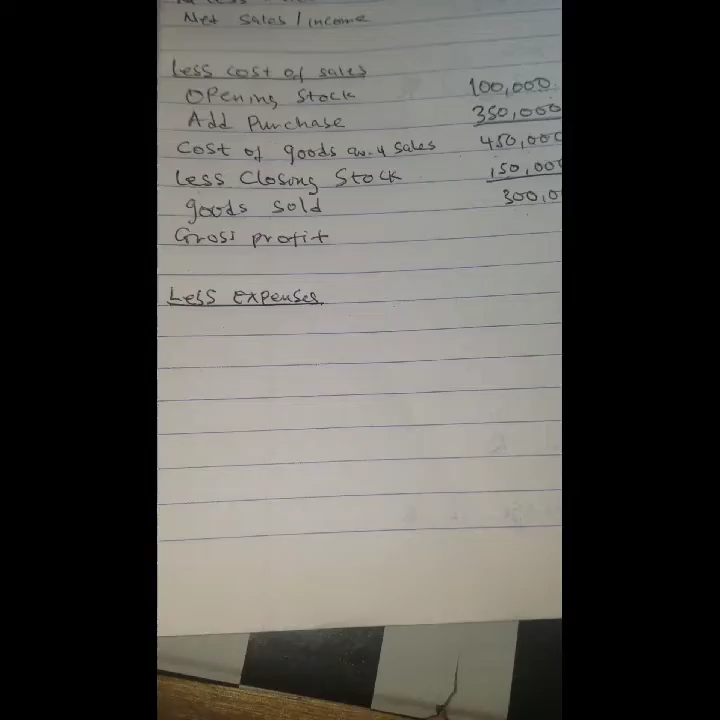 Net Sales / income
Less cost of sales
Opening Stock 100,000
Add Purchase 350,000
Cost of goods av.4 sales 450,000
Less Closing Stock 150,000
goods sold 300,0
Gross profit
Less expenses